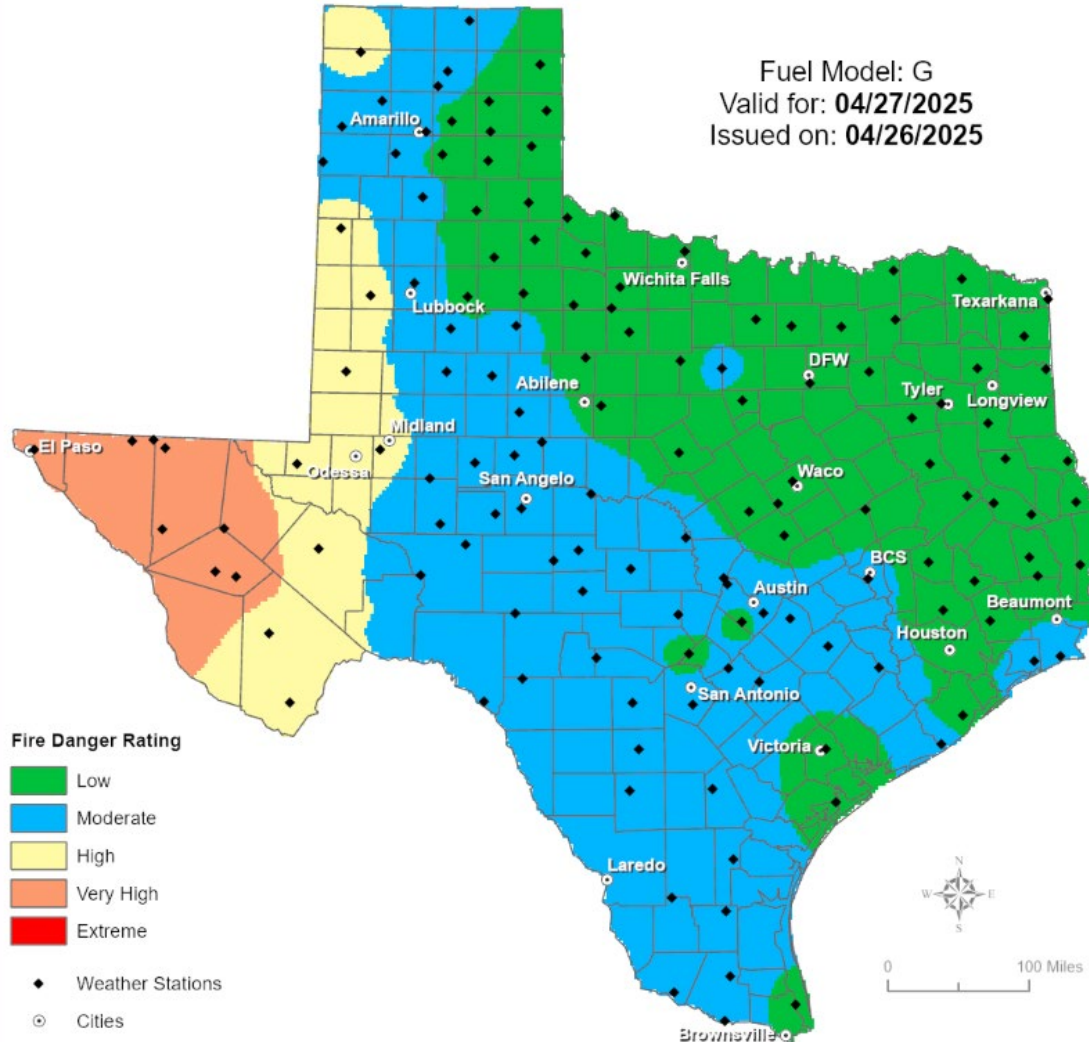 Fuel Model: G
Valid for: 04/27/2025
Issued on: 04/26/2025
Amarillo
Wichita Falls
Lubbock
Texarkana
DFW
Abilene
Tyler
Longview
Midland
El Paso
Odessa
San Angelo
Waco
BCS
Austin
Beaumont
Houston
San Antonio
Victoria
Laredo
Brownsville
Fire Danger Rating
Low
Moderate
High
Very High
Extreme
Weather Stations
Cities
N
W E
S
0 100 Miles